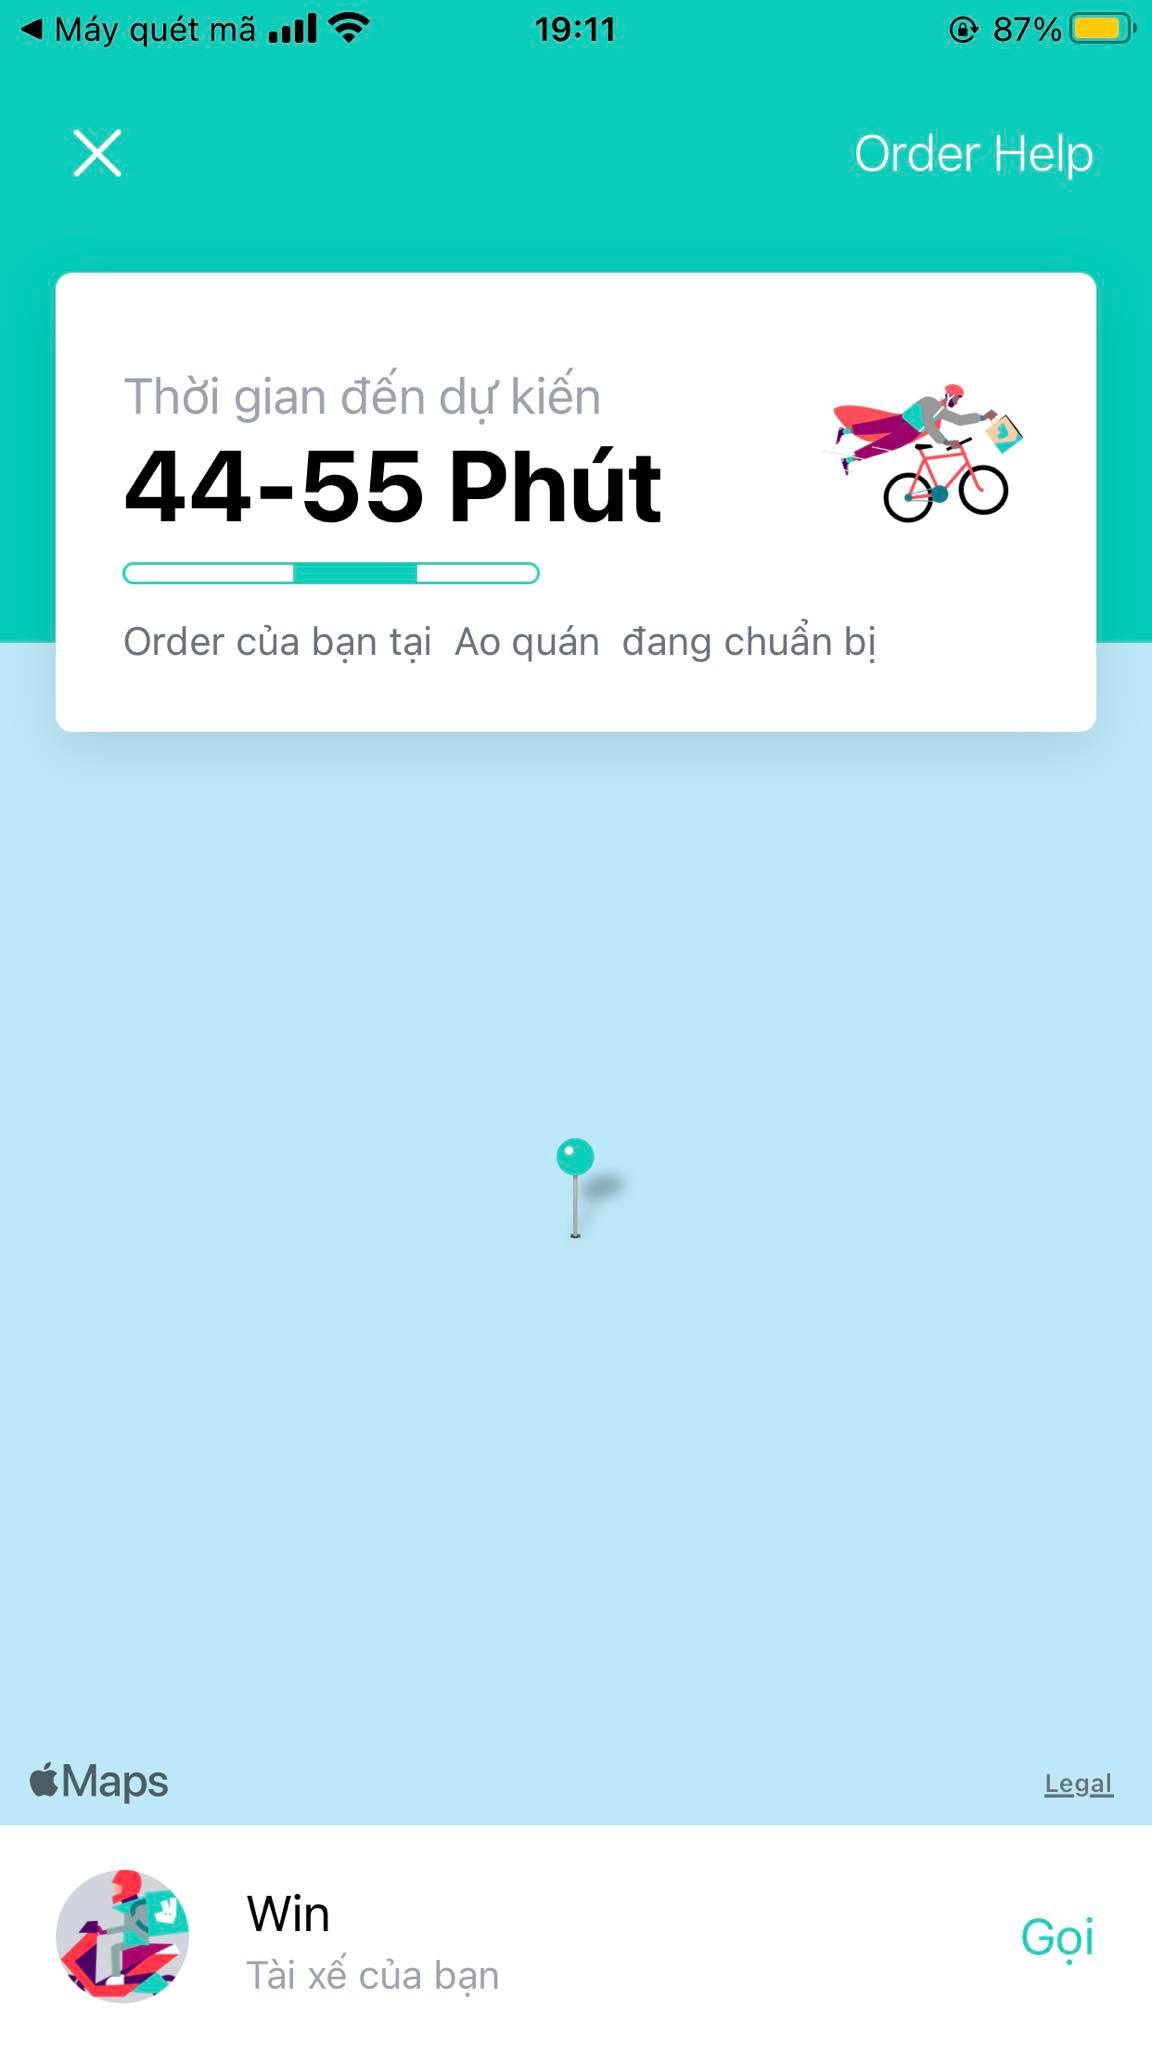 Máy quét mã
19:11
87%
Order Help
Thời gian đến dự kiến
44-55 Phút
Order của bạn tại Ao quán đang chuẩn bị
Maps
Legal
Win
Tài xế của bạn
Gọi